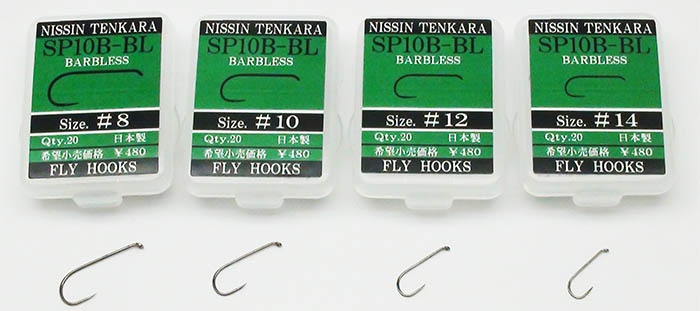 NISSIN TENKARA
SP10B-BL
BARBLESS
Size. #8
Qty.20 日本製
希望小売価格 ¥480
FLY HOOKS
NISSIN TENKARA
SP10B-BL
BARBLESS
Size. #10
Qty.20 日本製
希望小売価格 ¥480
FLY HOOKS
NISSIN TENKARA
SP10B-BL
BARBLESS
Size. #12
Qty.20 日本製
希望小売価格 ¥480
FLY HOOKS
NISSIN TENKARA
SP10B-BL
BARBLESS
Size. #14
Qty.20 日本製
希望小売価格 ¥480
FLY HOOKS